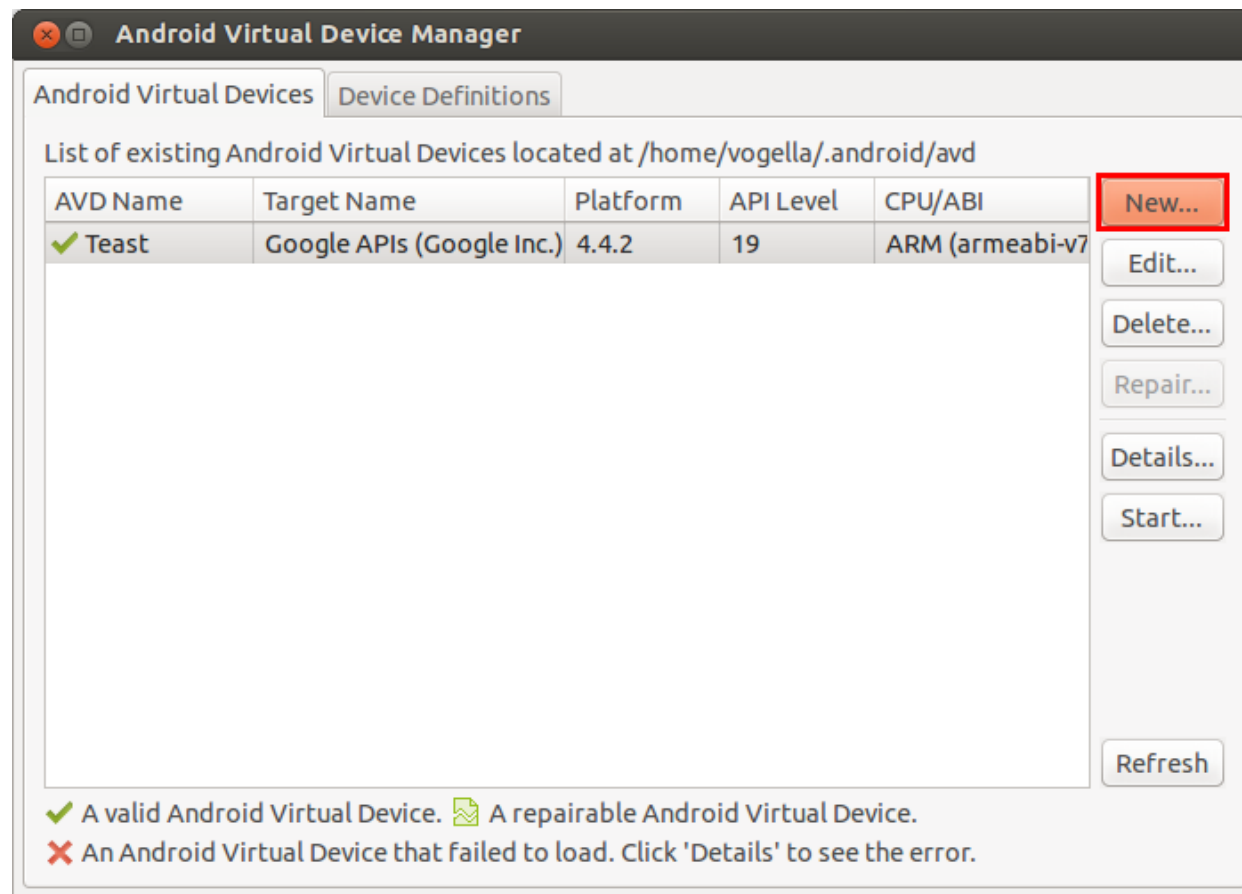 Android Virtual Device Manager
Android Virtual Devices Device Definitions
List of existing Android Virtual Devices located at /home/vogella/.android/avd
AVD Name Target Name Platform API Level CPU/ABI
Teast Google APIs (Google Inc.) 4.4.2 19 ARM (armeabi-v7
New...
Edit...
Delete...
Repair...
Details...
Start...
Refresh
A valid Android Virtual Device. A repairable Android Virtual Device.
An Android Virtual Device that failed to load. Click 'Details' to see the error.